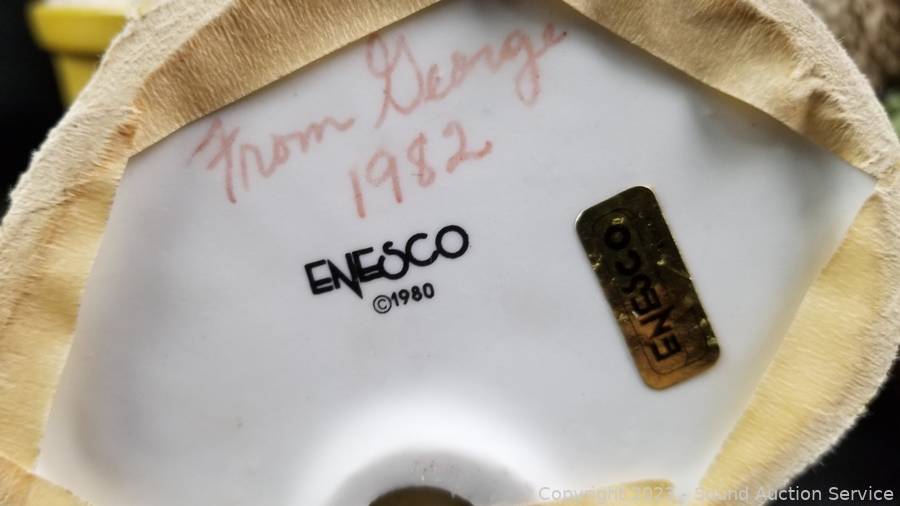 From George
1982
ENESCO
©1980
ENESCO
Copyright 2023 - Sound Auction Service